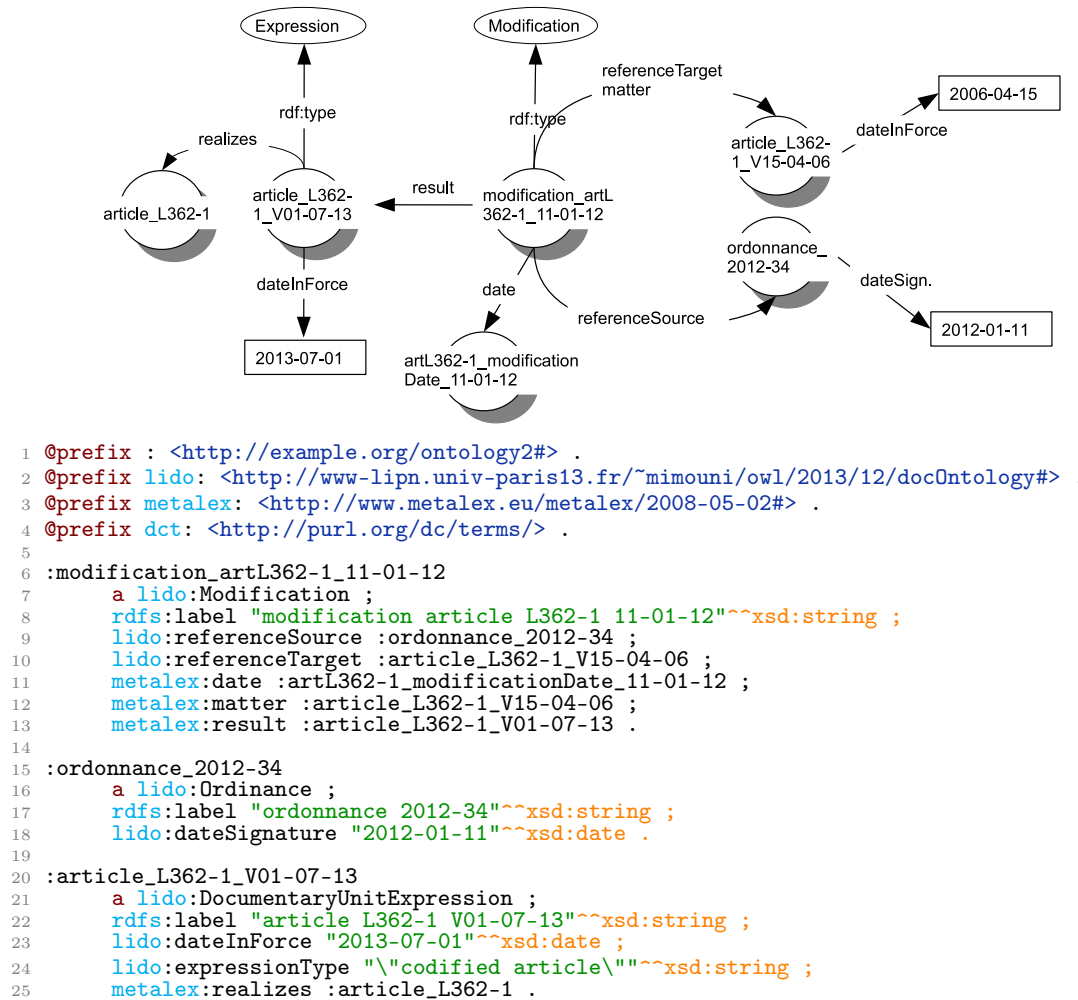 Expression
Modification
referenceTarget
matter
2006-04-15
rdf:type
rdf:type
dateInForce
realizes
article_L362-
1_V15-04-06
article_L362-1
article_L362-
1_V01-07-13
result
modification_artL
362-1_11-01-12
ordonnance_
2012-34
dateInForce
date
dateSign.
referenceSource
2013-07-01
2012-01-11
artL362-1_modification
Date_11-01-12
1 @prefix : <http://example.org/ontology2#> .
2 @prefix lido: <http://www-lipn.univ-paris13.fr/~mimouni/owl/2013/12/docOntology#> .
3 @prefix metalex: <http://www.metalex.eu/metalex/2008-05-02#> .
4 @prefix dct: <http://purl.org/dc/terms/> .
5
6 :modification_artL362-1_11-01-12
7 a lido:Modification ;
8 rdfs:label "modification article L362-1 11-01-12"^^xsd:string ;
9 lido:referenceSource :ordonnance_2012-34 ;
10 lido:referenceTarget :article_L362-1_V15-04-06 ;
11 metalex:date :artL362-1_modificationDate_11-01-12 ;
12 metalex:matter :article_L362-1_V15-04-06 ;
13 metalex:result :article_L362-1_V01-07-13 .
14
15 :ordonnance_2012-34
16 a lido:Ordinance ;
17 rdfs:label "ordonnance 2012-34"^^xsd:string ;
18 lido:dateSignature "2012-01-11"^^xsd:date .
19
20 :article_L362-1_V01-07-13
21 a lido:DocumentaryUnitExpression ;
22 rdfs:label "article L362-1 V01-07-13"^^xsd:string ;
23 lido:dateInForce "2013-07-01"^^xsd:date ;
24 lido:expressionType "\"codified article\""^^xsd:string ;
25 metalex:realizes :article_L362-1 .